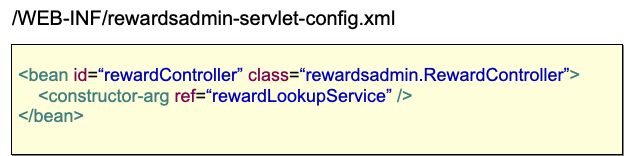 /WEB-INF/rewardsadmin-servlet-config.xml
<bean id=“rewardController” class=“rewardsadmin.RewardController”>
<constructor-arg ref=“rewardLookupService” />
</bean>